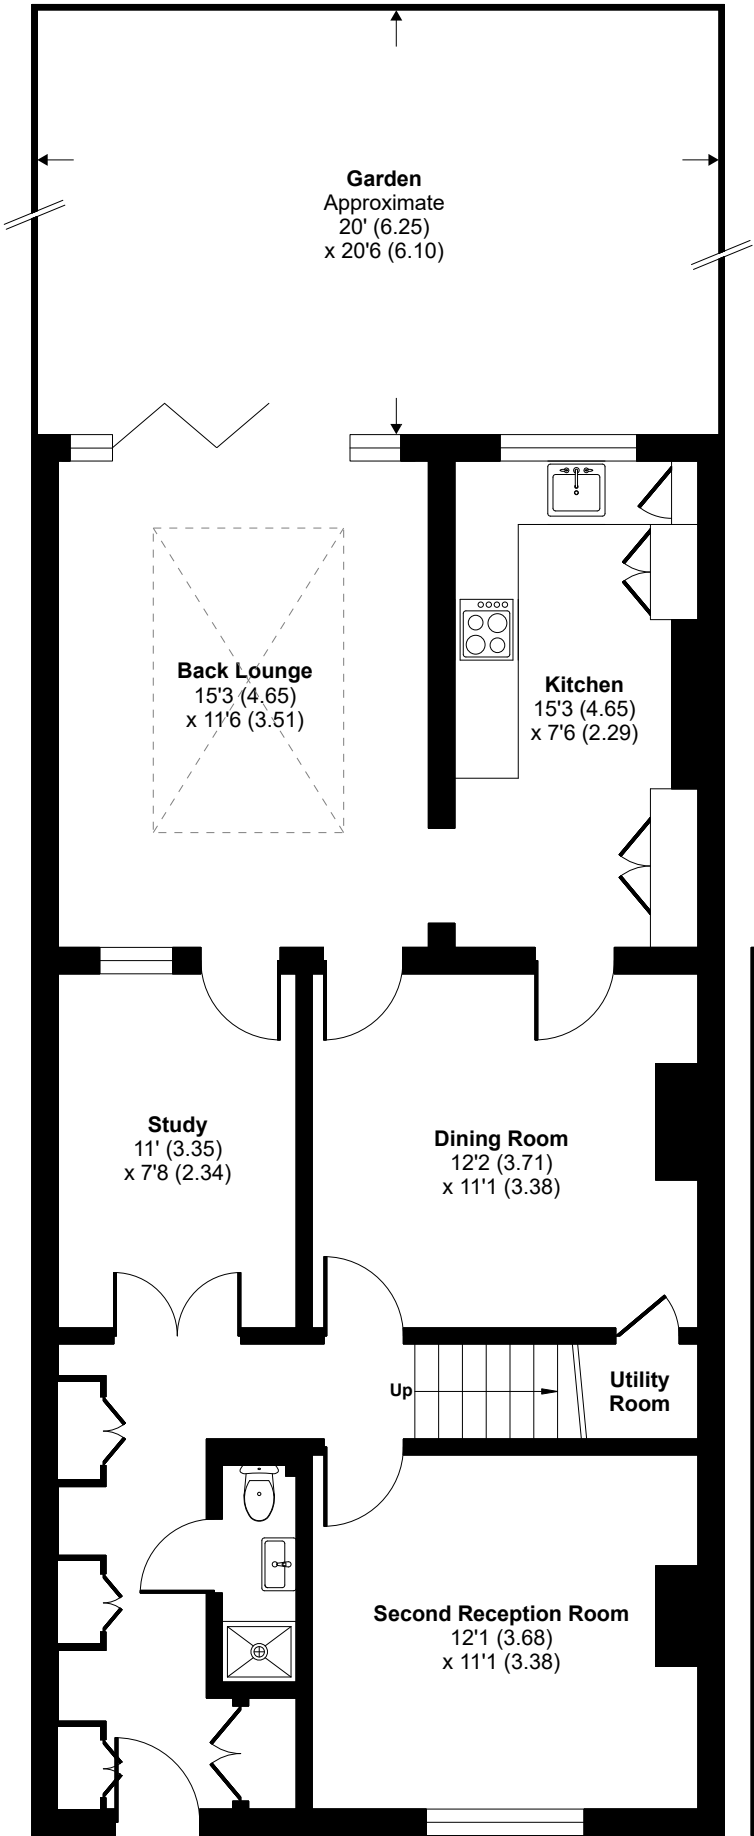 Garden
Approximate
20' (6.25)
x 20'6 (6.10)
Back Lounge
15'3 (4.65)
x 11'6 (3.51)
Kitchen
15'3 (4.65)
x 7'6 (2.29)
Study
11' (3.35)
x 7'8 (2.34)
Dining Room
12'2 (3.71)
x 11'1 (3.38)
Up
Utility
Room
Second Reception Room
12'1 (3.68)
x 11'1 (3.38)